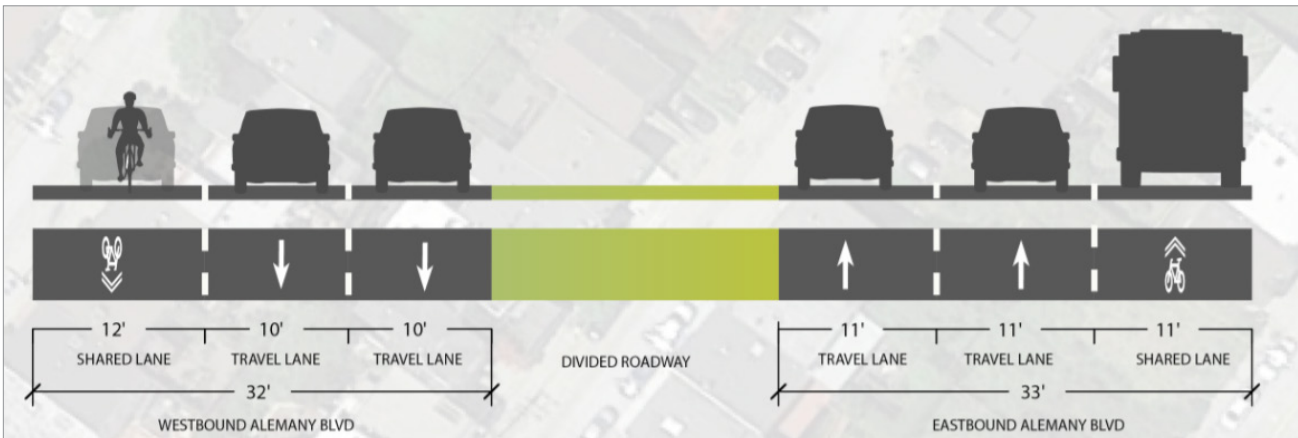 12' 10' 10' 11' 11' 11'
SHARED LANE TRAVEL LANE TRAVEL LANE DIVIDED ROADWAY TRAVEL LANE TRAVEL LANE SHARED LANE
32' 33'
WESTBOUND ALEMANY BLVD EASTBOUND ALEMANY BLVD